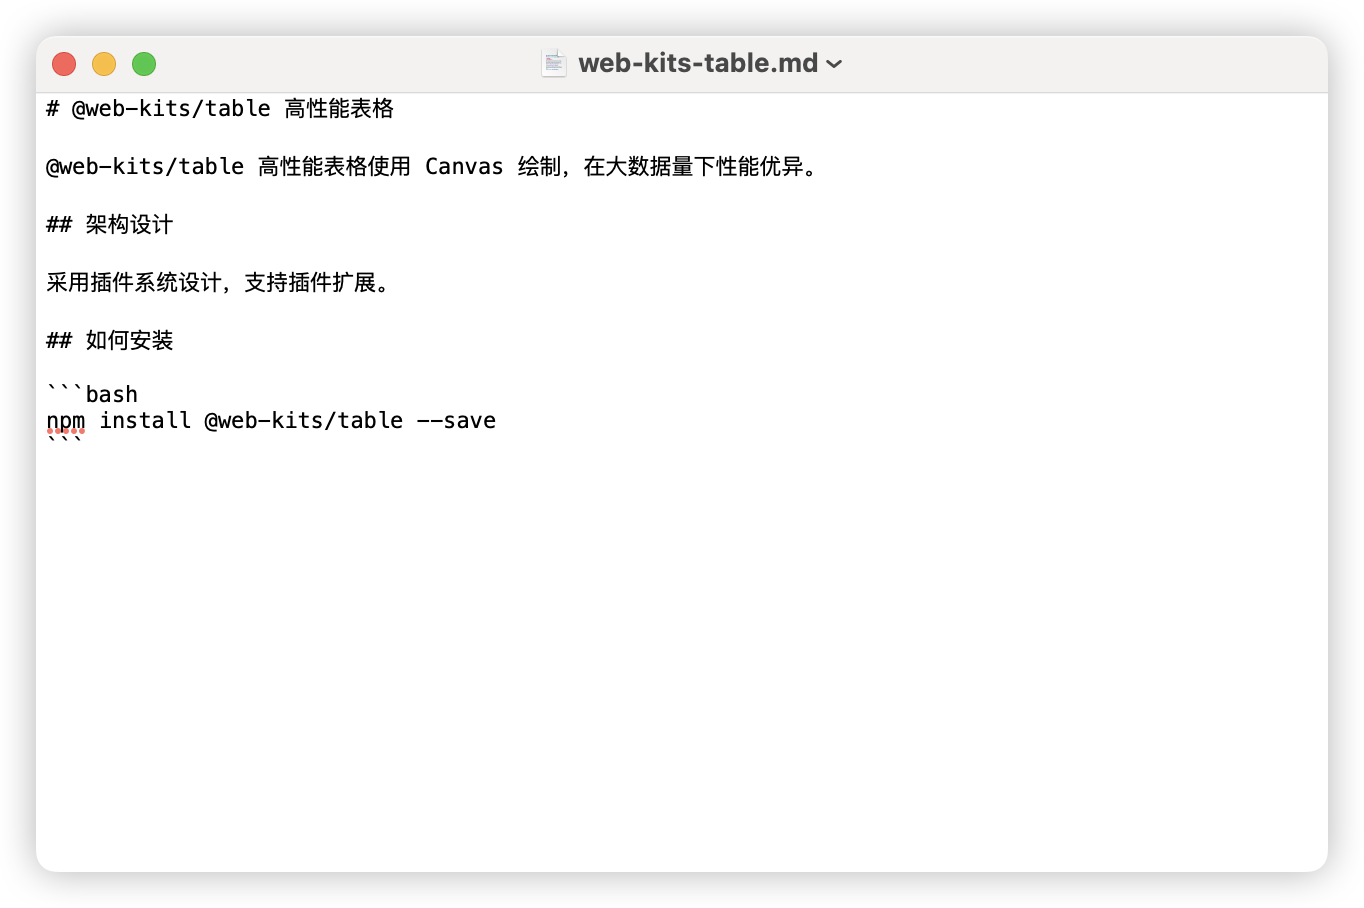 web-kits-table.md
# @web-kits/table 高性能表格
@web-kits/table 高性能表格使用 Canvas 绘制，在大数据量下性能优异。
## 架构设计
采用插件系统设计，支持插件扩展。
## 如何安装
```bash
npm install @web-kits/table --save
```